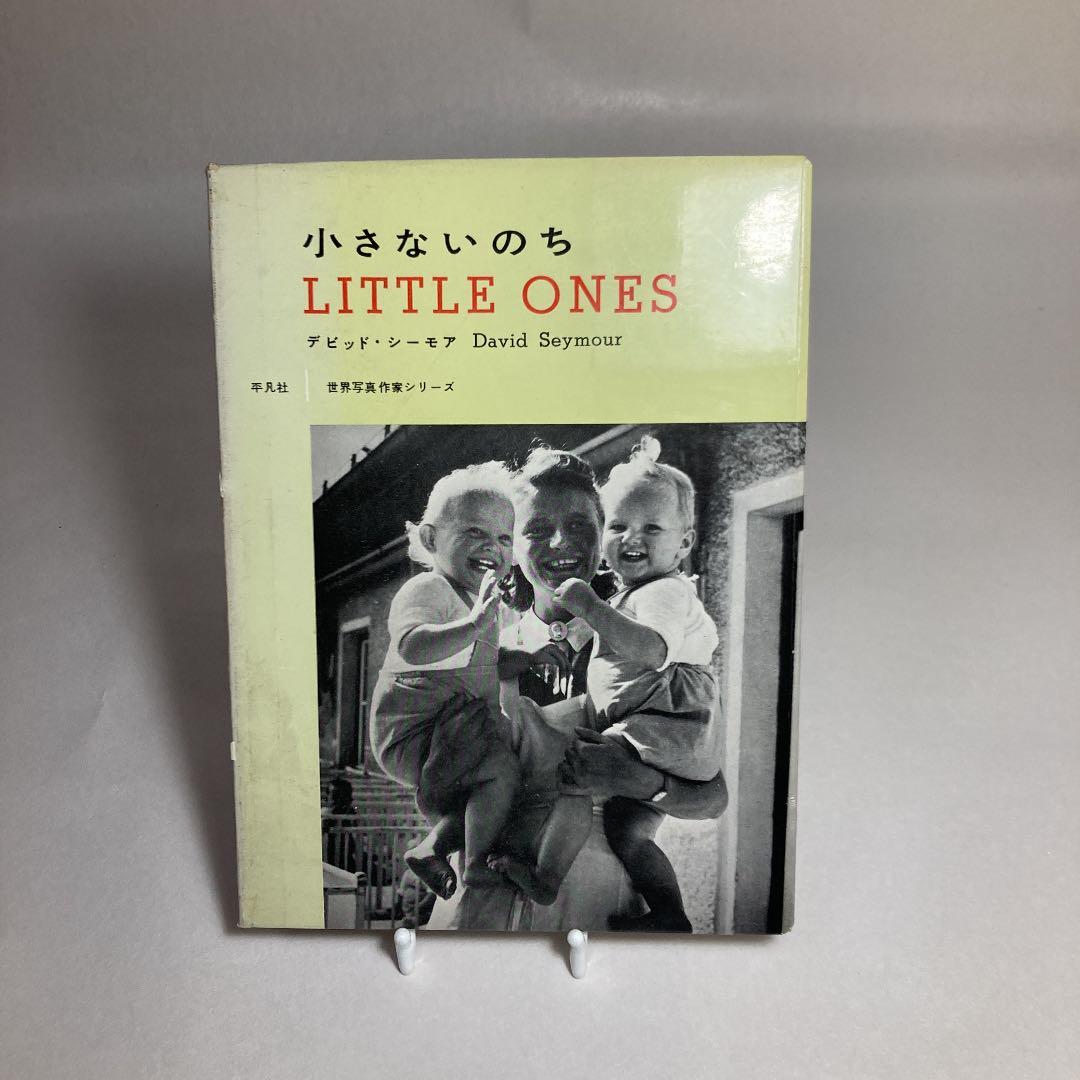 小さないのち
LITTLE ONES
デビッド・シーモア David Seymour
平凡社 世界写真作家シリーズ